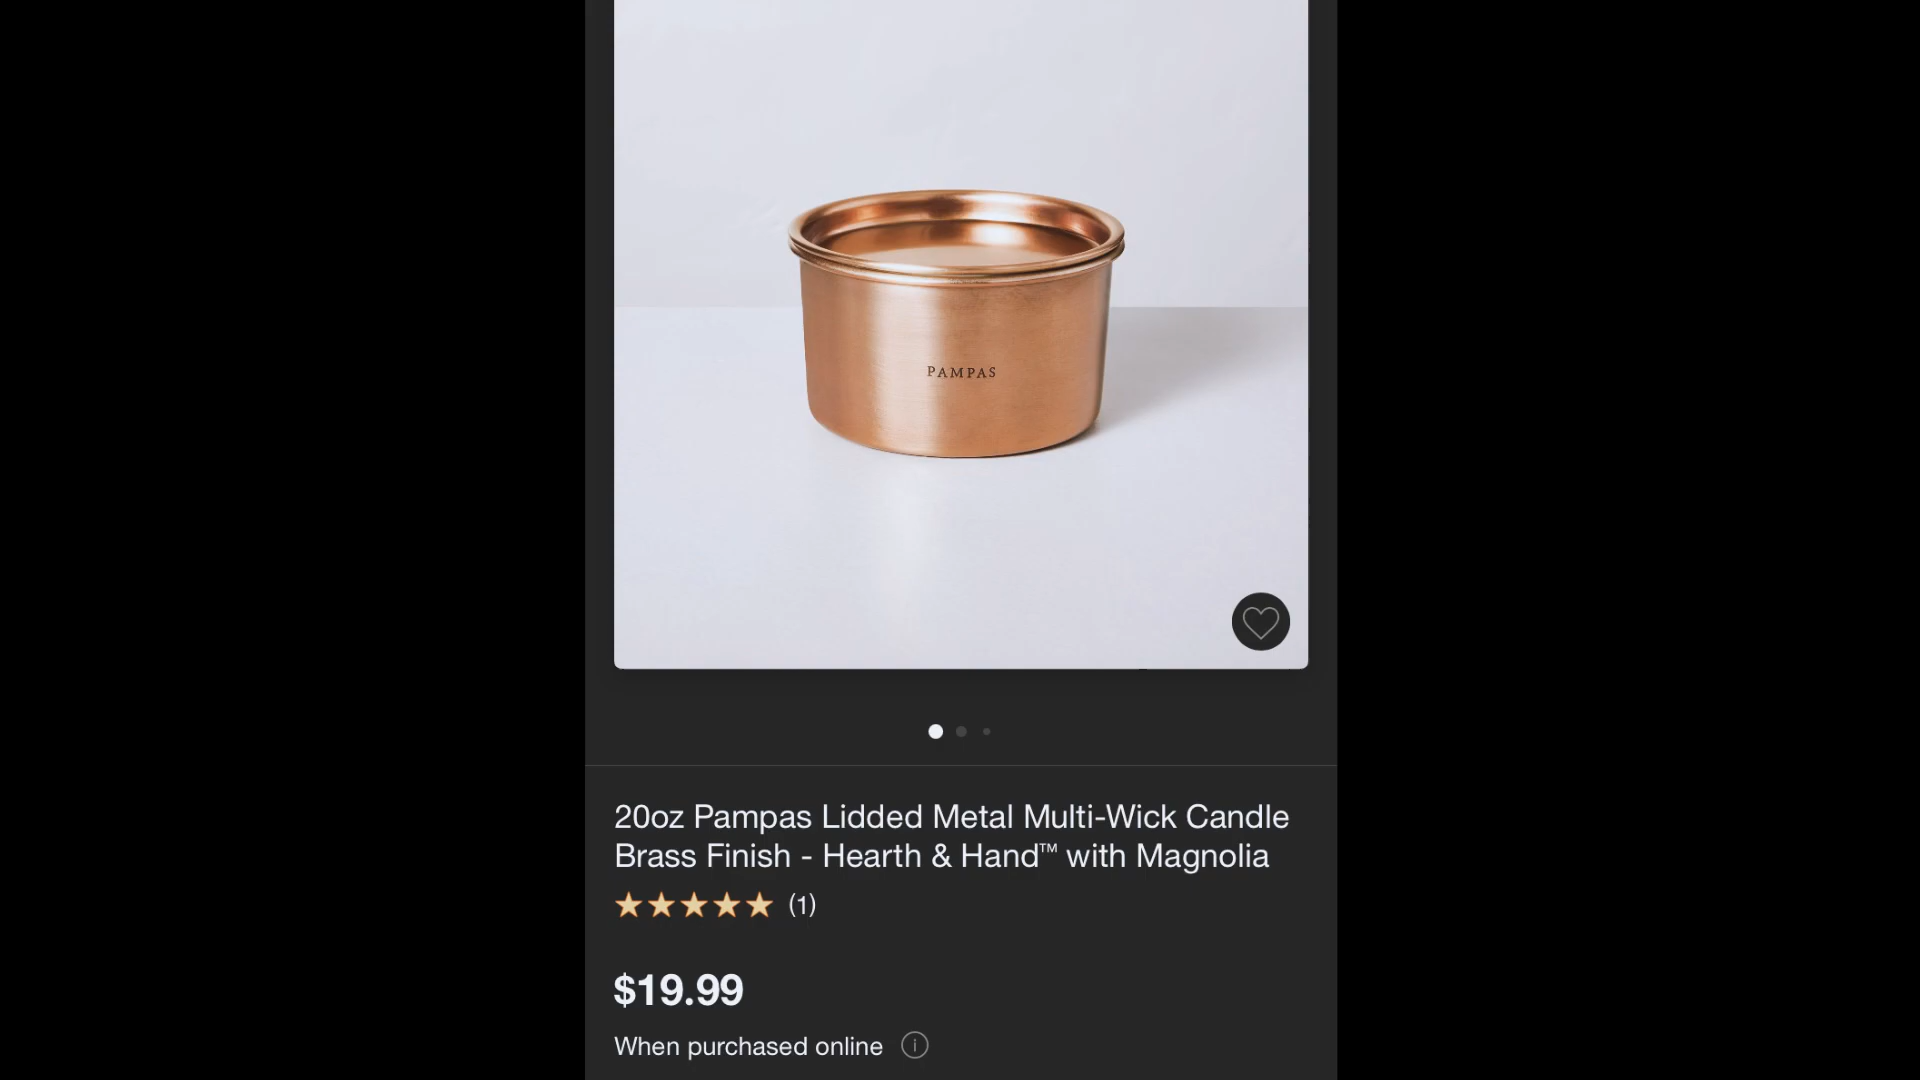 PAMPAS
20oz Pampas Lidded Metal Multi-Wick Candle
Brass Finish - Hearth & Hand™ with Magnolia
(1)
$19.99
When purchased online